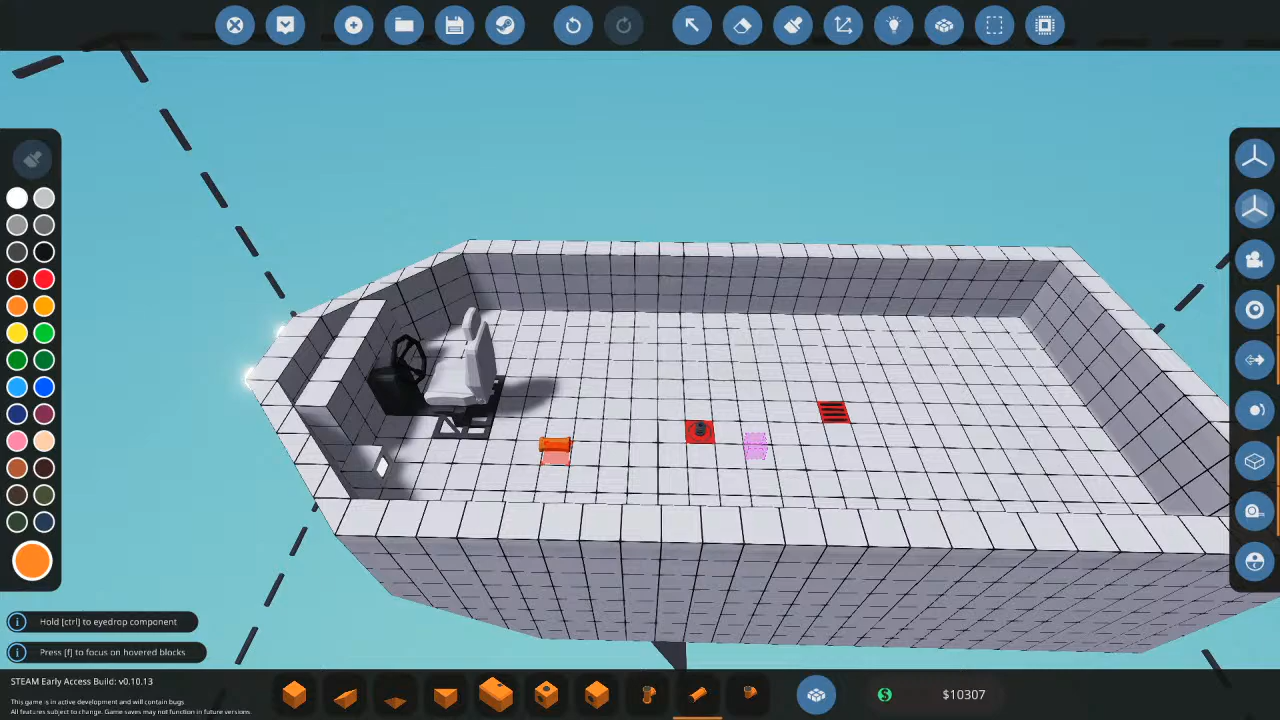 Hold [ctrl] to eyedrop component
Press [f] to focus on hovered blocks
STEAM Early Access Build: v0.10.13
This game is in active development and will contain bugs
All features subject to change. Game saves may not function in future versions.
$10307